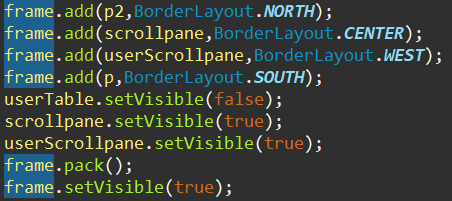 frame.add(p2,BorderLayout.NORTH);
frame.add(scrollpane,BorderLayout.CENTER);
frame.add(userScrollpane,BorderLayout.WEST);
frame.add(p,BorderLayout.SOUTH);
userTable.setVisible(false);
scrollpane.setVisible(true);
userScrollpane.setVisible(true);
frame.pack();
frame.setVisible(true);